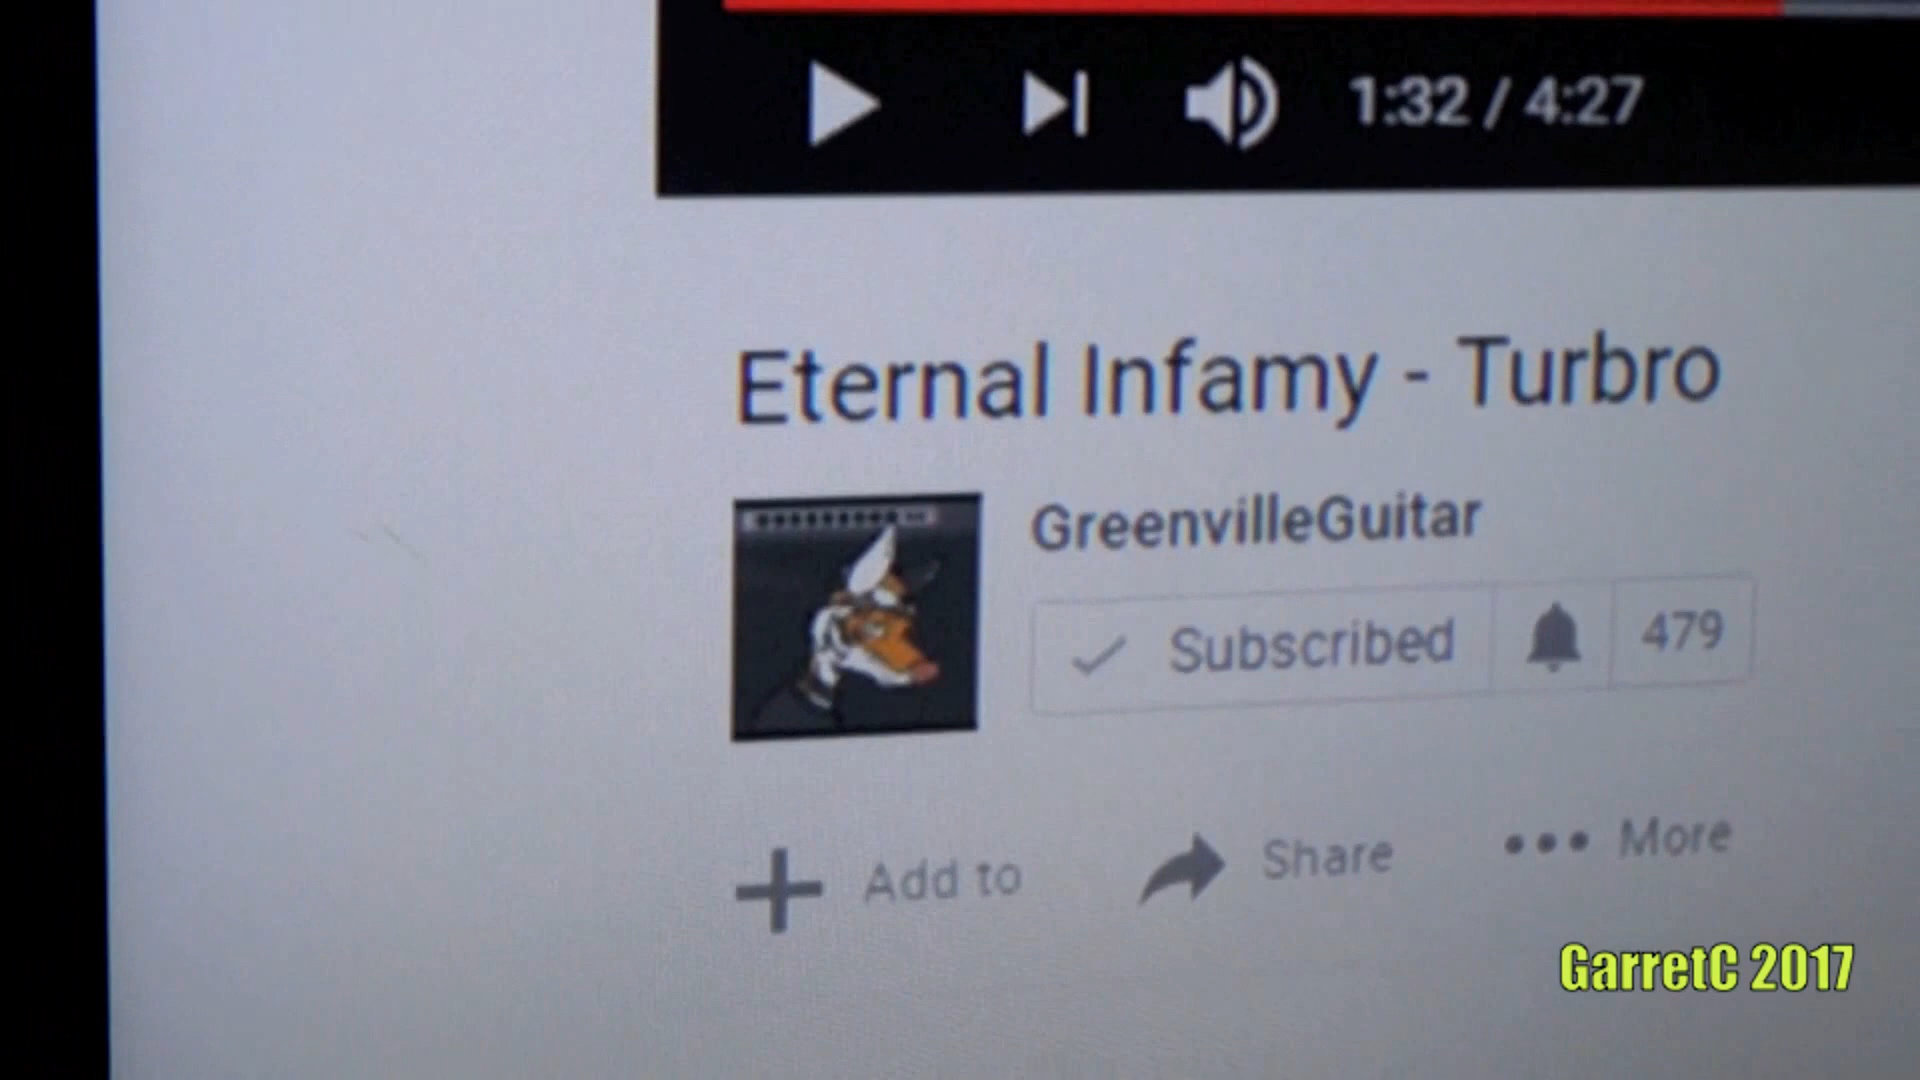 1:32 / 4:27
Eternal Infamy - Turbro
GreenvilleGuitar
Subscribed 479
Add to Share More
GarretC 2017